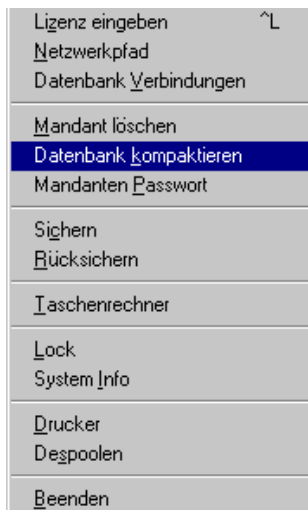 Lizenz eingeben ^L
Netzwerkpfad
Datenbank Verbindungen
Mandant löschen
Datenbank kompaktieren
Mandanten Passwort
Sichern
Rücksichern
Taschenrechner
Lock
System Info
Drucker
Despoolen
Beenden